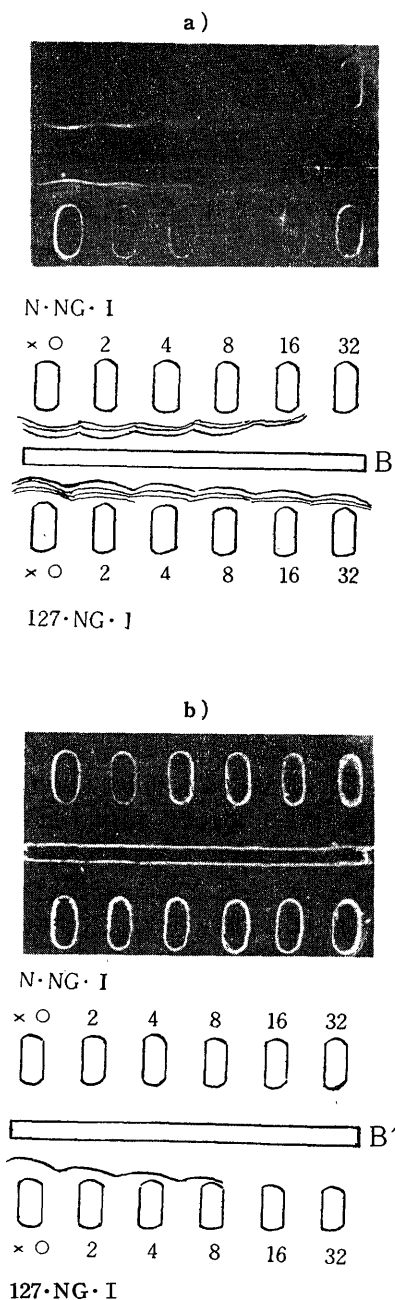 a)
N·NG·I
× ○ 2 4 8 16 32
B
× ○ 2 4 8 16 32
I27·NG·I
b)
N·NG·I
× ○ 2 4 8 16 32
B'
× ○ 2 4 8 16 32
127·NG·I